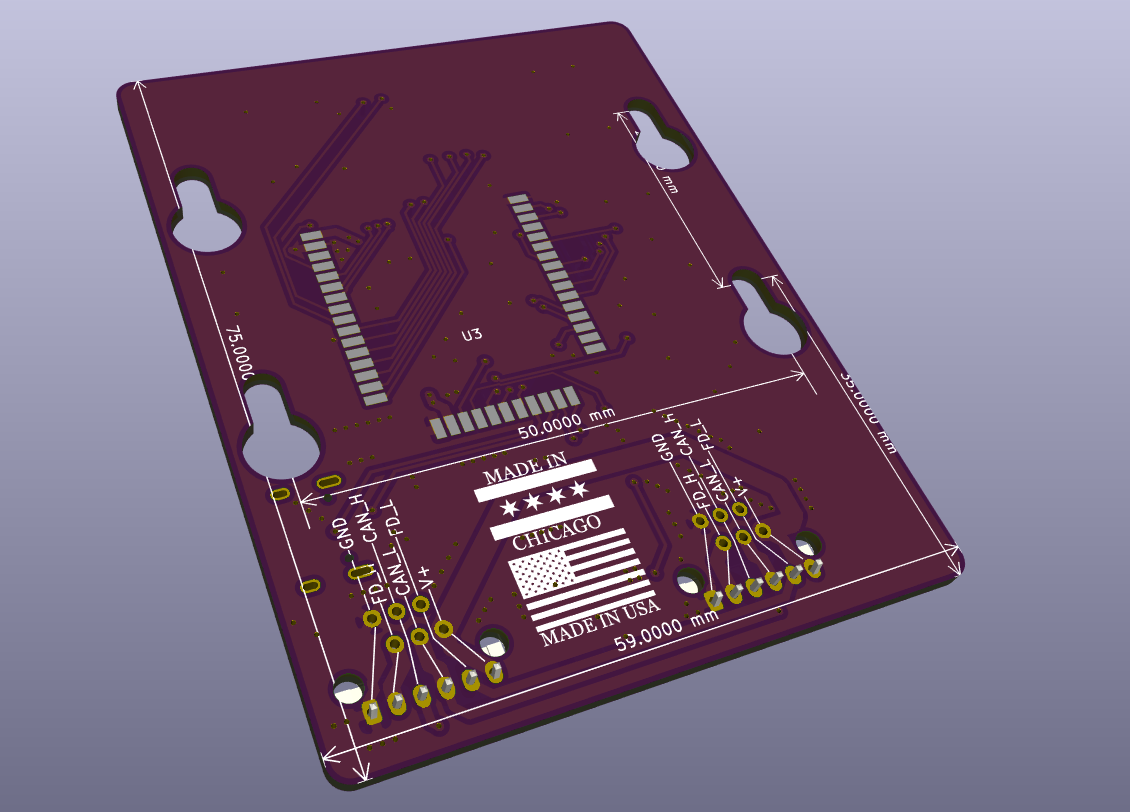 mm
75.0000
U3
35.0000 mm
50.0000 mm
GND
CAN_H
FD_H
CAN_L
FD_L
V+
MADE IN
CHICAGO
MADE IN USA
GND
CAN_H
FD
CAN_L
FD_L
V+
59.0000 mm